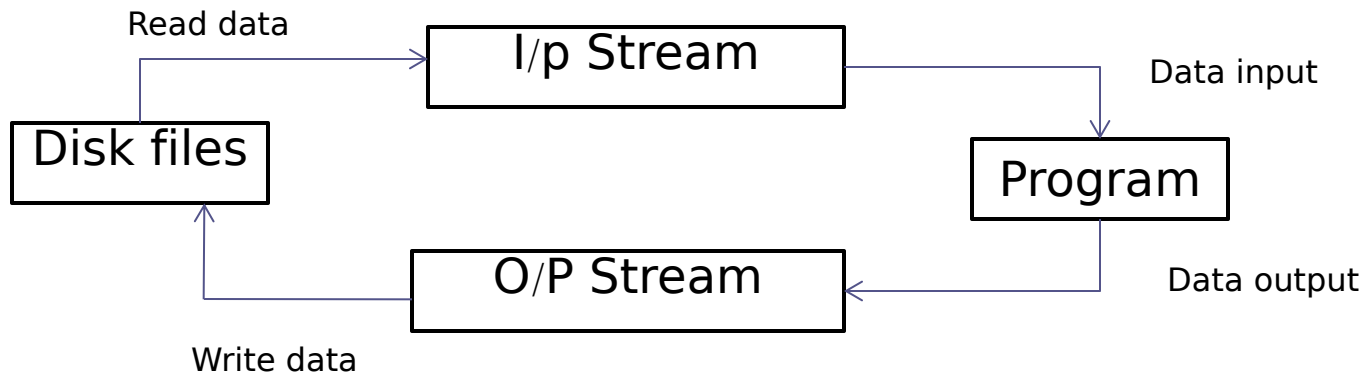 Read data
I/p Stream
Data input
Disk files
Program
O/P Stream
Data output
Write data